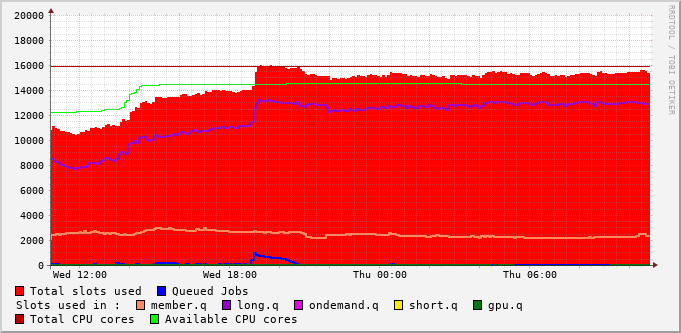 20000
18000
16000
14000
12000
10000
8000
6000
4000
2000
0
Wed 12:00 Wed 18:00 Thu 00:00 Thu 06:00
RRDTOOL / TOBI OETIKER
Total slots used Queued Jobs
Slots used in : member.q long.q ondemand.q short.q gpu.q
Total CPU cores Available CPU cores